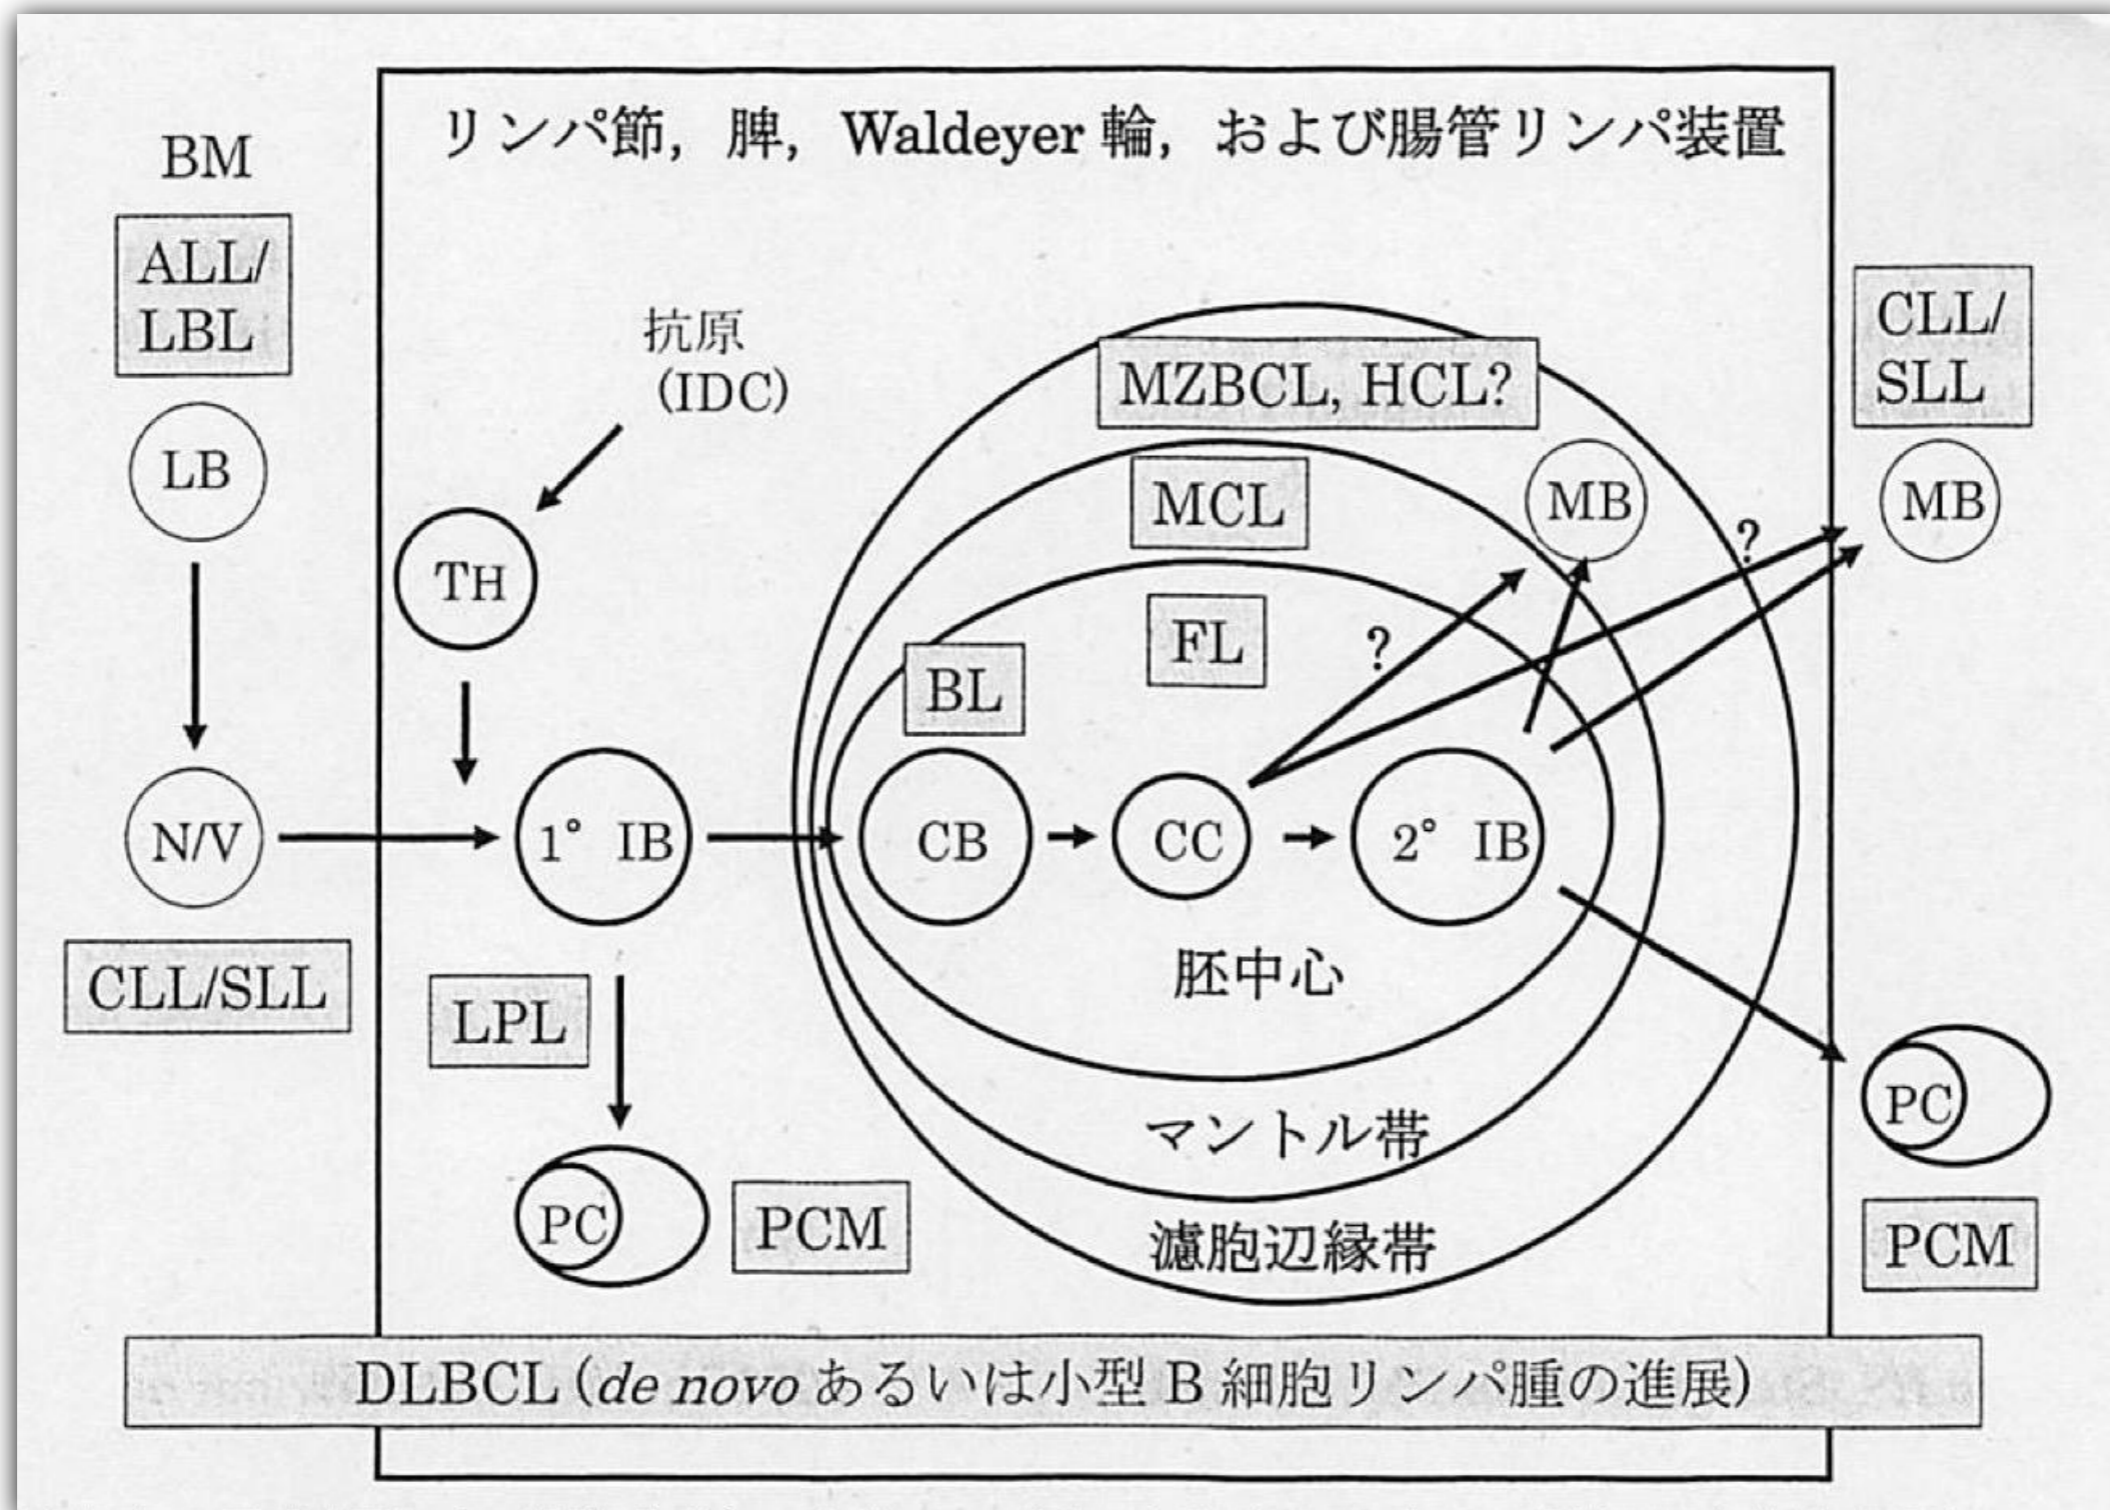 リンパ節，脾，Waldeyer 輪，および腸管リンパ装置
BM
ALL/
LBL
LB
N/V
CLL/SLL
抗原
(IDC)
TH
1° IB
LPL
PC
PCM
MZBCL, HCL?
MCL
FL
BL
CB
CC
2° IB
?
?
MB
胚中心
マントル帯
濾胞辺縁帯
CLL/
SLL
MB
PC
PCM
DLBCL (de novo あるいは小型 B 細胞リンパ腫の進展)